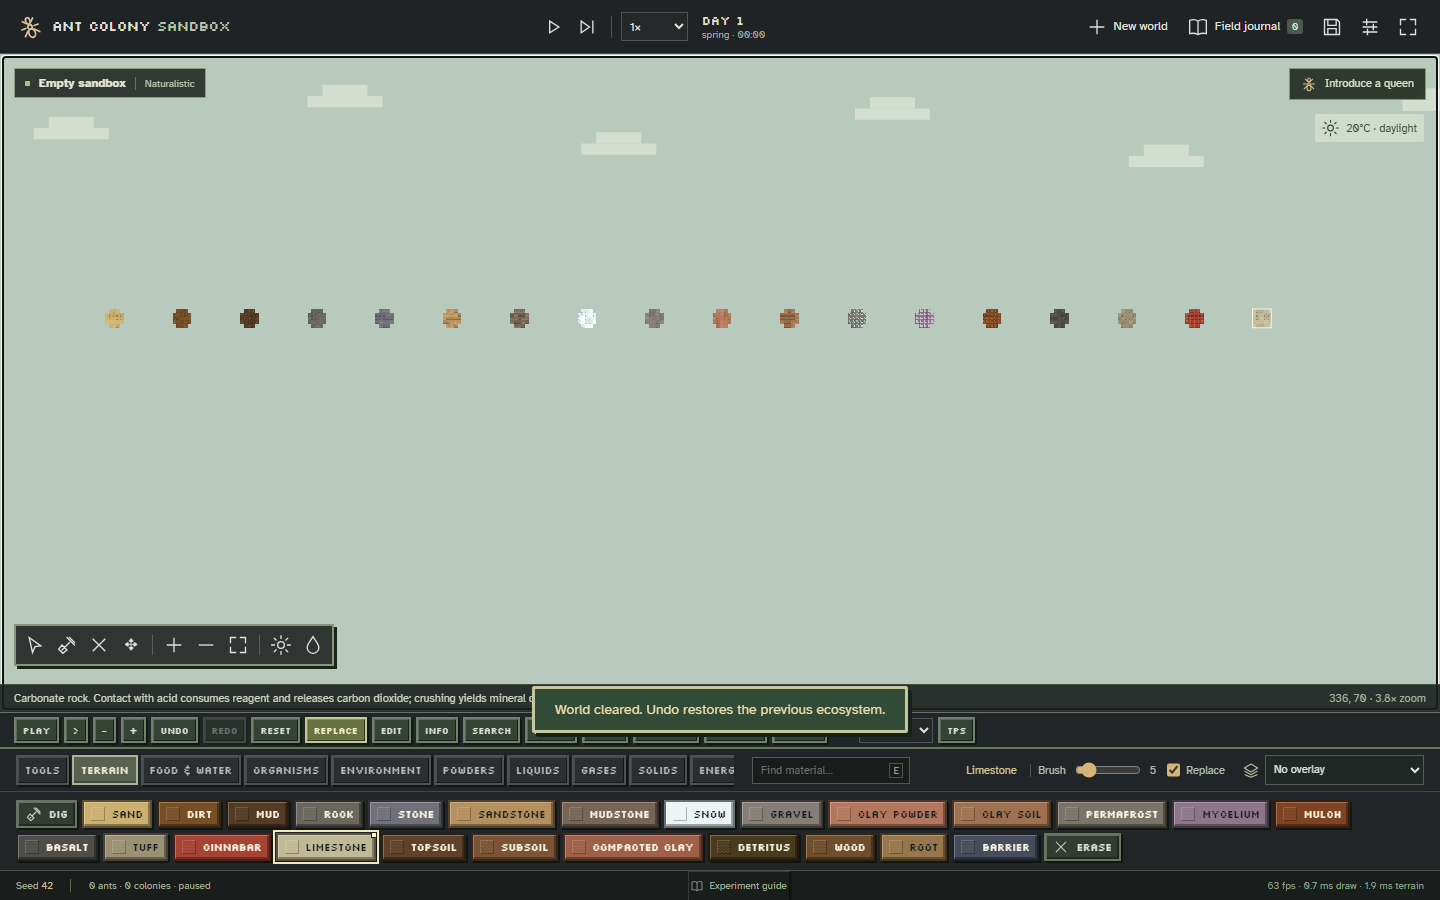 ANT COLONY SANDBOX
1x
DAY 1
spring · 00:00
New world
Field journal 0
Empty sandbox
Naturalistic
Introduce a queen
20°C · daylight
Carbonate rock. Contact with acid consumes reagent and releases carbon dioxide; crushing yields mineral
World cleared. Undo restores the previous ecosystem.
336, 70 · 3.8× zoom
PLAY
>
-
+
UNDO
REDO
RESET
REPLACE
EDIT
INFO
SEARCH
TPS
TOOLS
TERRAIN
FOOD & WATER
ORGANISMS
ENVIRONMENT
POWDERS
LIQUIDS
GASES
SOLIDS
ENERG
Find material...
E
Limestone
Brush
5
Replace
No overlay
DIG
SAND
DIRT
MUD
ROCK
STONE
SANDSTONE
MUDSTONE
SNOW
GRAVEL
CLAY POWDER
CLAY SOIL
PERMAFROST
MYCELIUM
MULCH
BASALT
TUFF
CINNABAR
LIMESTONE
TOPSOIL
SUBSOIL
COMPACTED CLAY
DETRITUS
WOOD
ROOT
BARRIER
ERASE
Seed 42
0 ants · 0 colonies · paused
Experiment guide
63 fps · 0.7 ms draw · 1.9 ms terrain